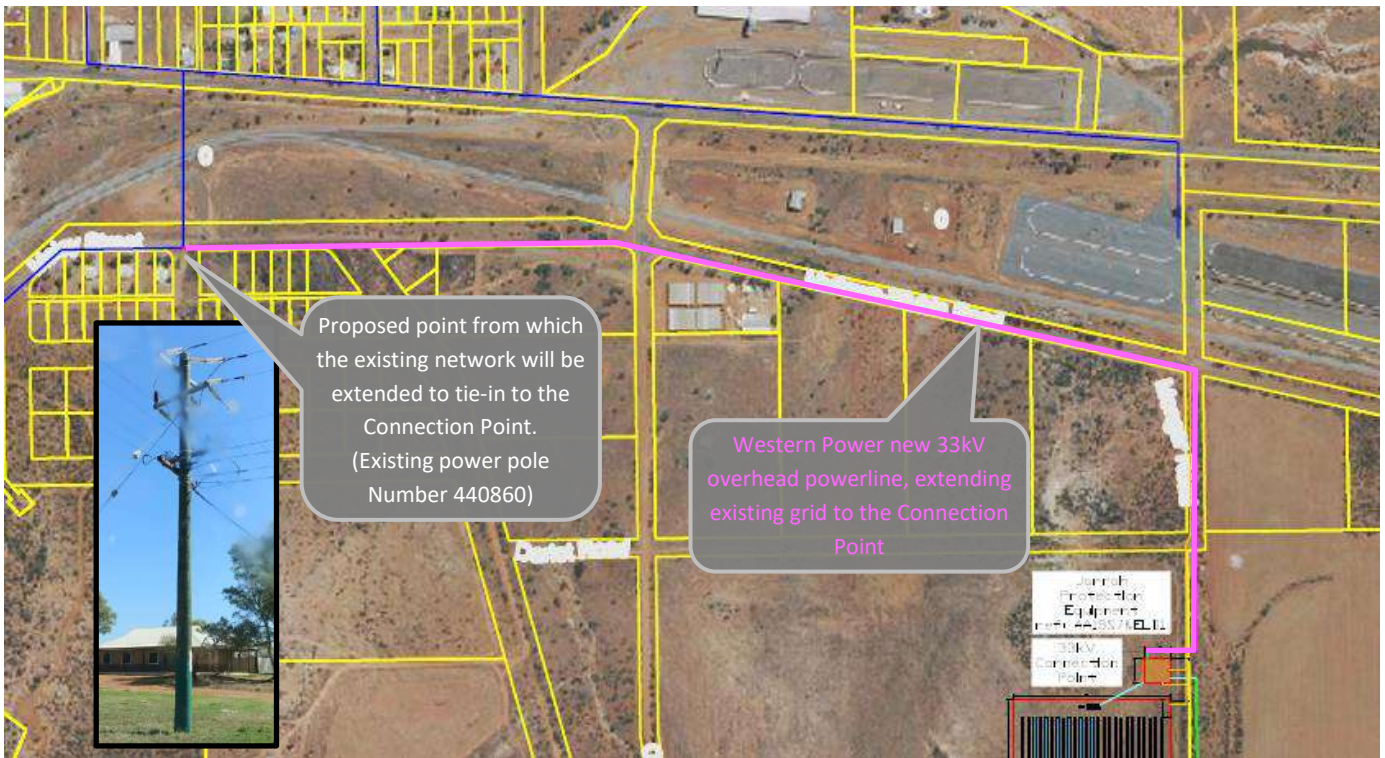 Proposed point from which
the existing network will be
extended to tie-in to the
Connection Point.
(Existing power pole
Number 440860)
Western Power new 33kV
overhead powerline, extending
existing grid to the Connection
Point
Protection
Equipment
33kV
Connection
Point